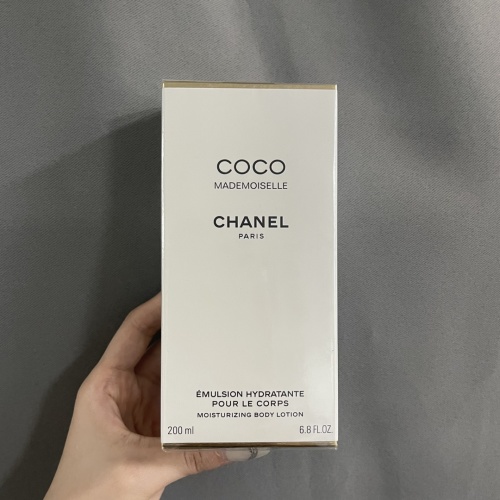 COCO
MADEMOISELLE
CHANEL
PARIS
ÉMULSION HYDRATANTE
POUR LE CORPS
MOISTURIZING BODY LOTION
200 ml 6.8 FL.OZ.